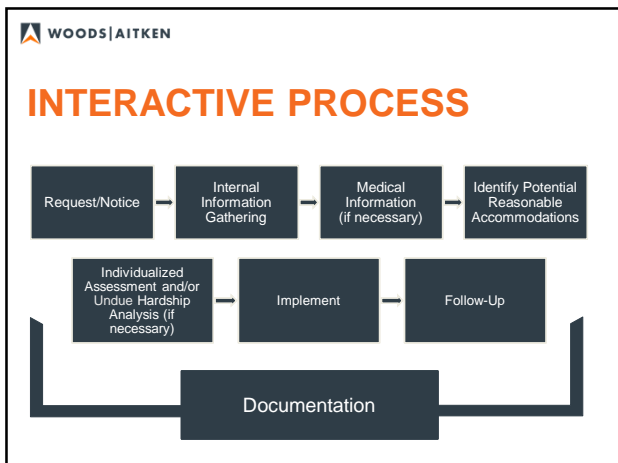 WOODS|AITKEN
INTERACTIVE PROCESS
Request/Notice
Internal
Information
Gathering
Medical
Information
(if necessary)
Identify Potential
Reasonable
Accommodations
Individualized
Assessment and/or
Undue Hardship
Analysis (if
necessary)
Implement
Follow-Up
Documentation